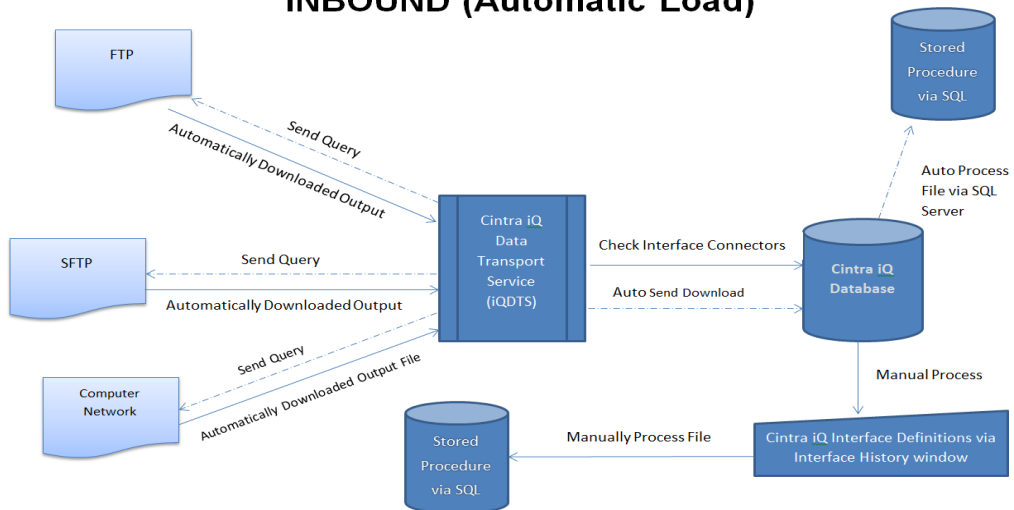 INBOUND (Automatic Load)
FTP
Stored
Procedure
via SQL
Send Query
Automatically Downloaded Output
Auto Process
File via SQL
Server
Cintra iQ
Data
Transport
Service
(iQDTS)
SFTP
Send Query
Automatically Downloaded Output
Check Interface Connectors
Auto Send Download
Cintra iQ
Database
Send Query
Automatically Downloaded Output File
Computer
Network
Manual Process
Stored
Procedure
via SQL
Manually Process File
Cintra iQ Interface Definitions via
Interface History window